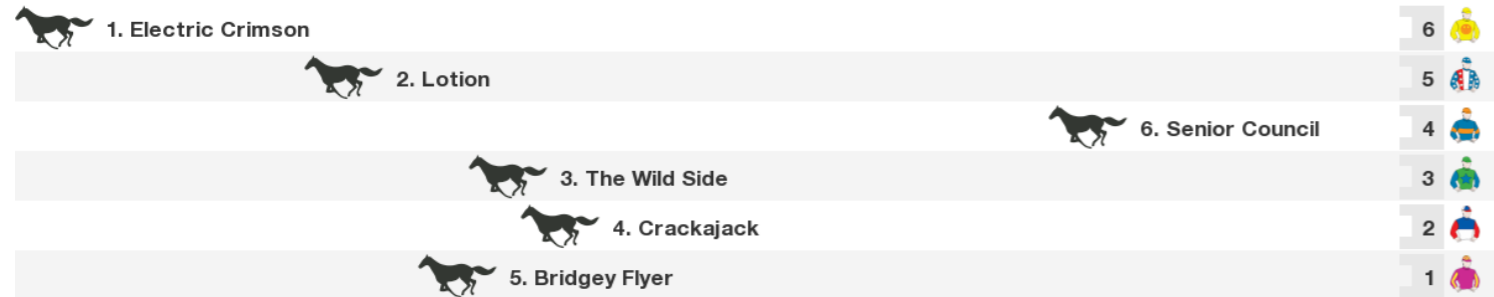 1. Electric Crimson 6
2. Lotion 5
6. Senior Council 4
3. The Wild Side 3
4. Crackajack 2
5. Bridgey Flyer 1